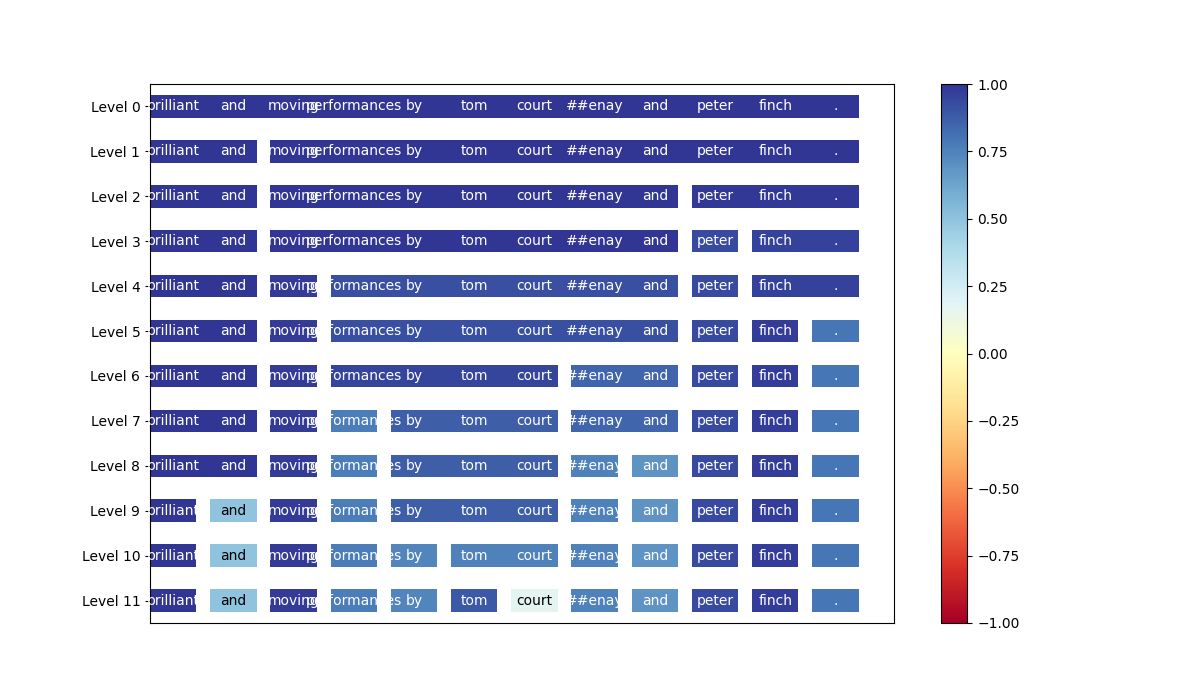 Level 0 brilliant and moving performances by tom court ##enay and peter finch .
Level 1 brilliant and moving performances by tom court ##enay and peter finch .
Level 2 brilliant and moving performances by tom court ##enay and peter finch .
Level 3 brilliant and moving performances by tom court ##enay and peter finch .
Level 4 brilliant and moving performances by tom court ##enay and peter finch .
Level 5 brilliant and moving performances by tom court ##enay and peter finch .
Level 6 brilliant and moving performances by tom court ##enay and peter finch .
Level 7 brilliant and moving performances by tom court ##enay and peter finch .
Level 8 brilliant and moving performances by tom court ##enay and peter finch .
Level 9 brilliant and moving performances by tom court ##enay and peter finch .
Level 10 brilliant and moving performances by tom court ##enay and peter finch .
Level 11 brilliant and moving performances by tom court ##enay and peter finch .
1.00
0.75
0.50
0.25
0.00
−0.25
−0.50
−0.75
−1.00